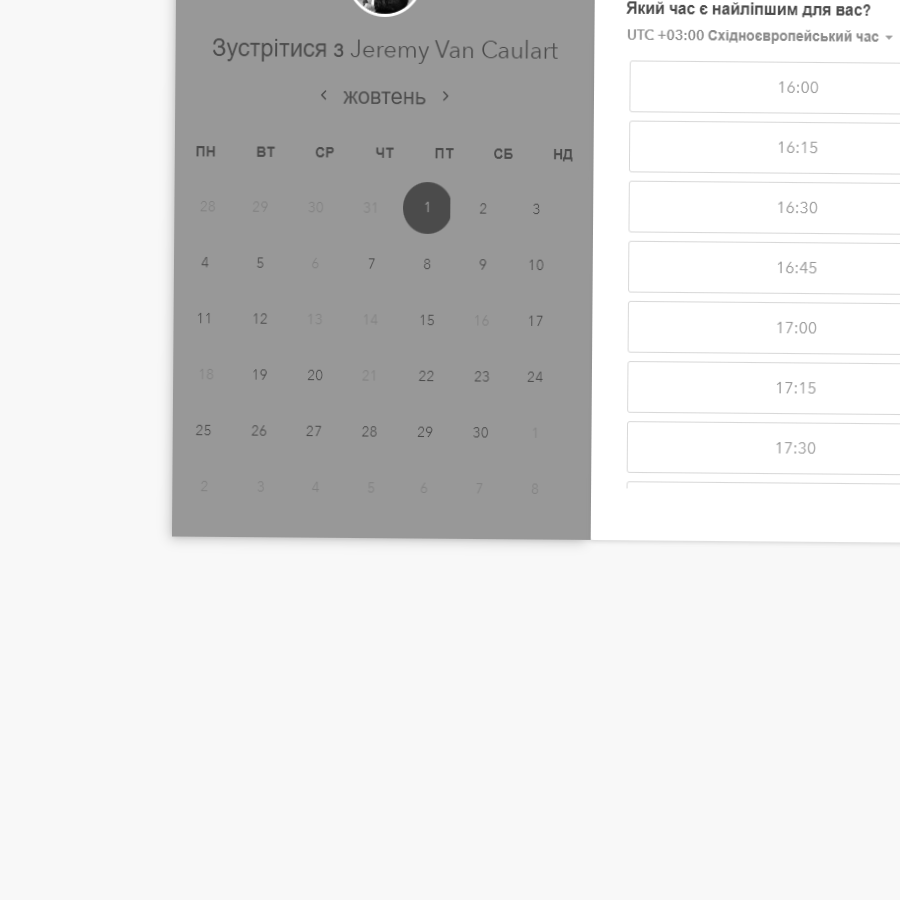 Зустрітися з Jeremy Van Caulart
жовтень
ПН ВТ СР ЧТ ПТ СБ НД
28 29 30 31 1 2 3
4 5 6 7 8 9 10
11 12 13 14 15 16 17
18 19 20 21 22 23 24
25 26 27 28 29 30 1
2 3 4 5 6 7 8
Який час є найліпшим для вас?
UTC +03:00 Східноєвропейський час
16:00
16:15
16:30
16:45
17:00
17:15
17:30